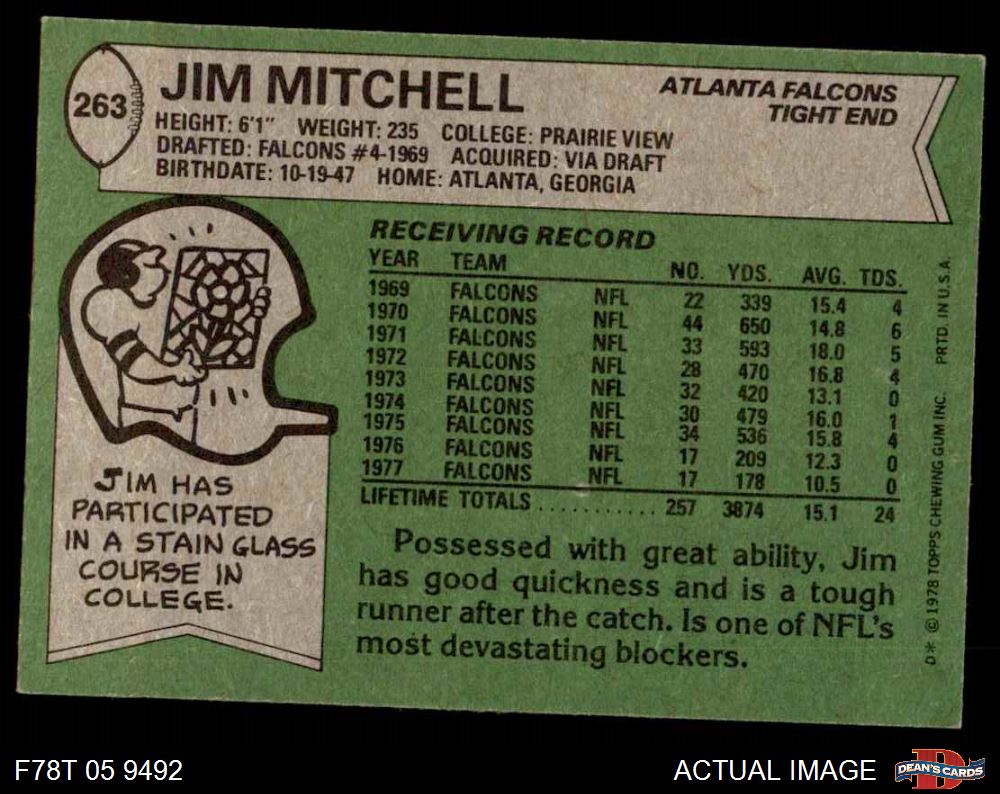 263
JIM MITCHELL
ATLANTA FALCONS
TIGHT END
HEIGHT: 6'1" WEIGHT: 235 COLLEGE: PRAIRIE VIEW
DRAFTED: FALCONS #4-1969 ACQUIRED: VIA DRAFT
BIRTHDATE: 10-19-47 HOME: ATLANTA, GEORGIA
RECEIVING RECORD
YEAR TEAM NO. YDS. AVG. TDS.
1969 FALCONS NFL 22 339 15.4 4
1970 FALCONS NFL 44 650 14.8 6
1971 FALCONS NFL 33 593 18.0 5
1972 FALCONS NFL 28 470 16.8 4
1973 FALCONS NFL 32 420 13.1 0
1974 FALCONS NFL 30 479 16.0 1
1975 FALCONS NFL 34 536 15.8 4
1976 FALCONS NFL 17 209 12.3 0
1977 FALCONS NFL 17 178 10.5 0
LIFETIME TOTALS ............ 257 3874 15.1 24
JIM HAS
PARTICIPATED
IN A STAIN GLASS
COURSE IN
COLLEGE.
Possessed with great ability, Jim
has good quickness and is a tough
runner after the catch. Is one of NFL's
most devastating blockers.
D* © 1978 TOPPS CHEWING GUM INC. PRTD. IN U.S.A.
F78T 05 9492
ACTUAL IMAGE
DEAN'S CARDS